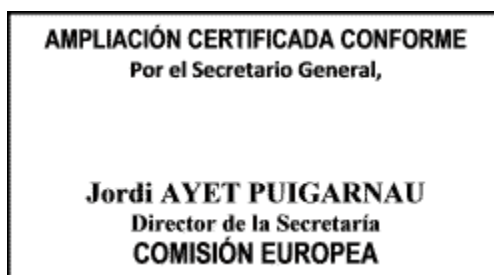 AMPLIACIÓN CERTIFICADA CONFORME
Por el Secretario General,
Jordi AYET PUIGARNAU
Director de la Secretaría
COMISIÓN EUROPEA